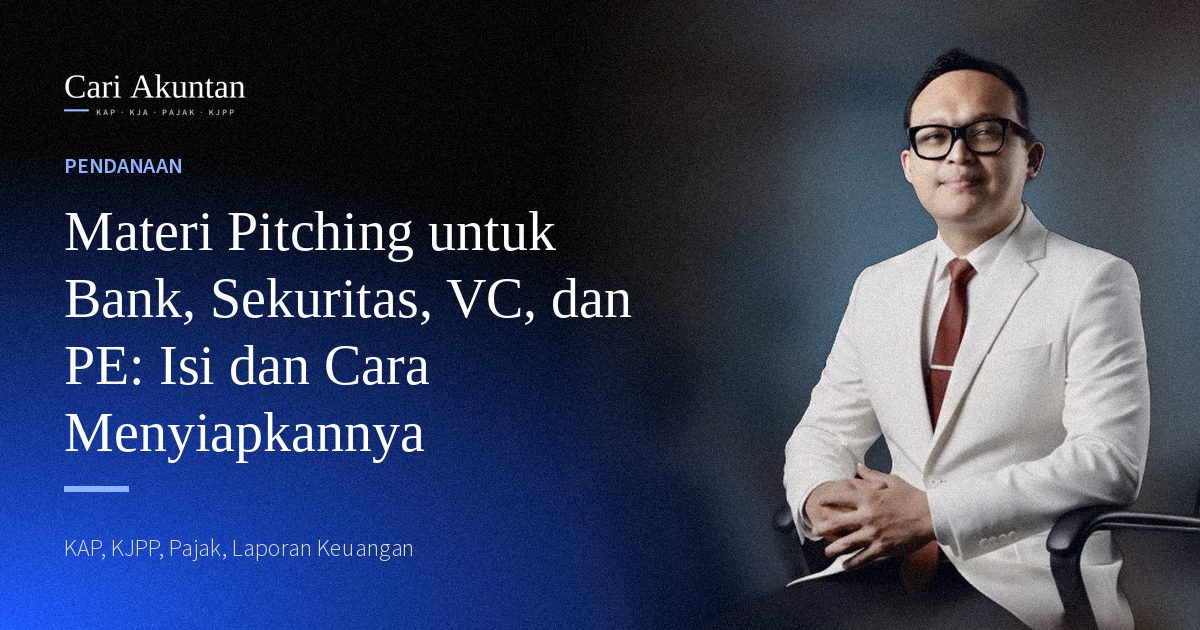 Cari Akuntan
KAP · KJA · PAJAK · KJPP
PENDANAAN
Materi Pitching untuk
Bank, Sekuritas, VC, dan
PE: Isi dan Cara
Menyiapkannya
KAP, KJPP, Pajak, Laporan Keuangan